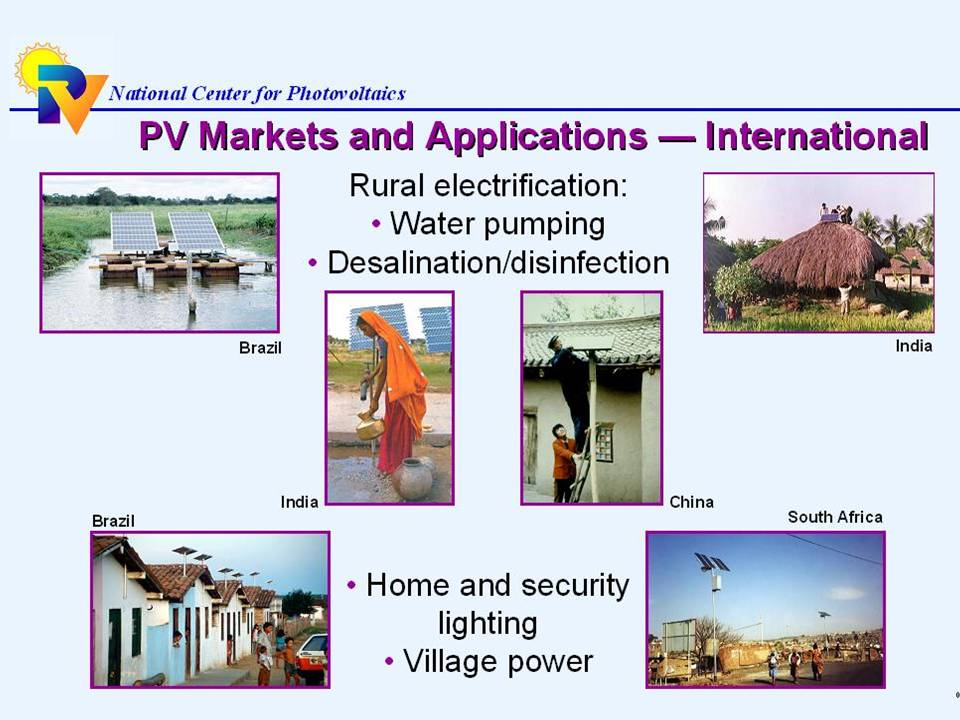 PV
National Center for Photovoltaics
PV Markets and Applications — International
Rural electrification:
• Water pumping
• Desalination/disinfection
Brazil
India
India
China
Brazil
South Africa
• Home and security
lighting
• Village power